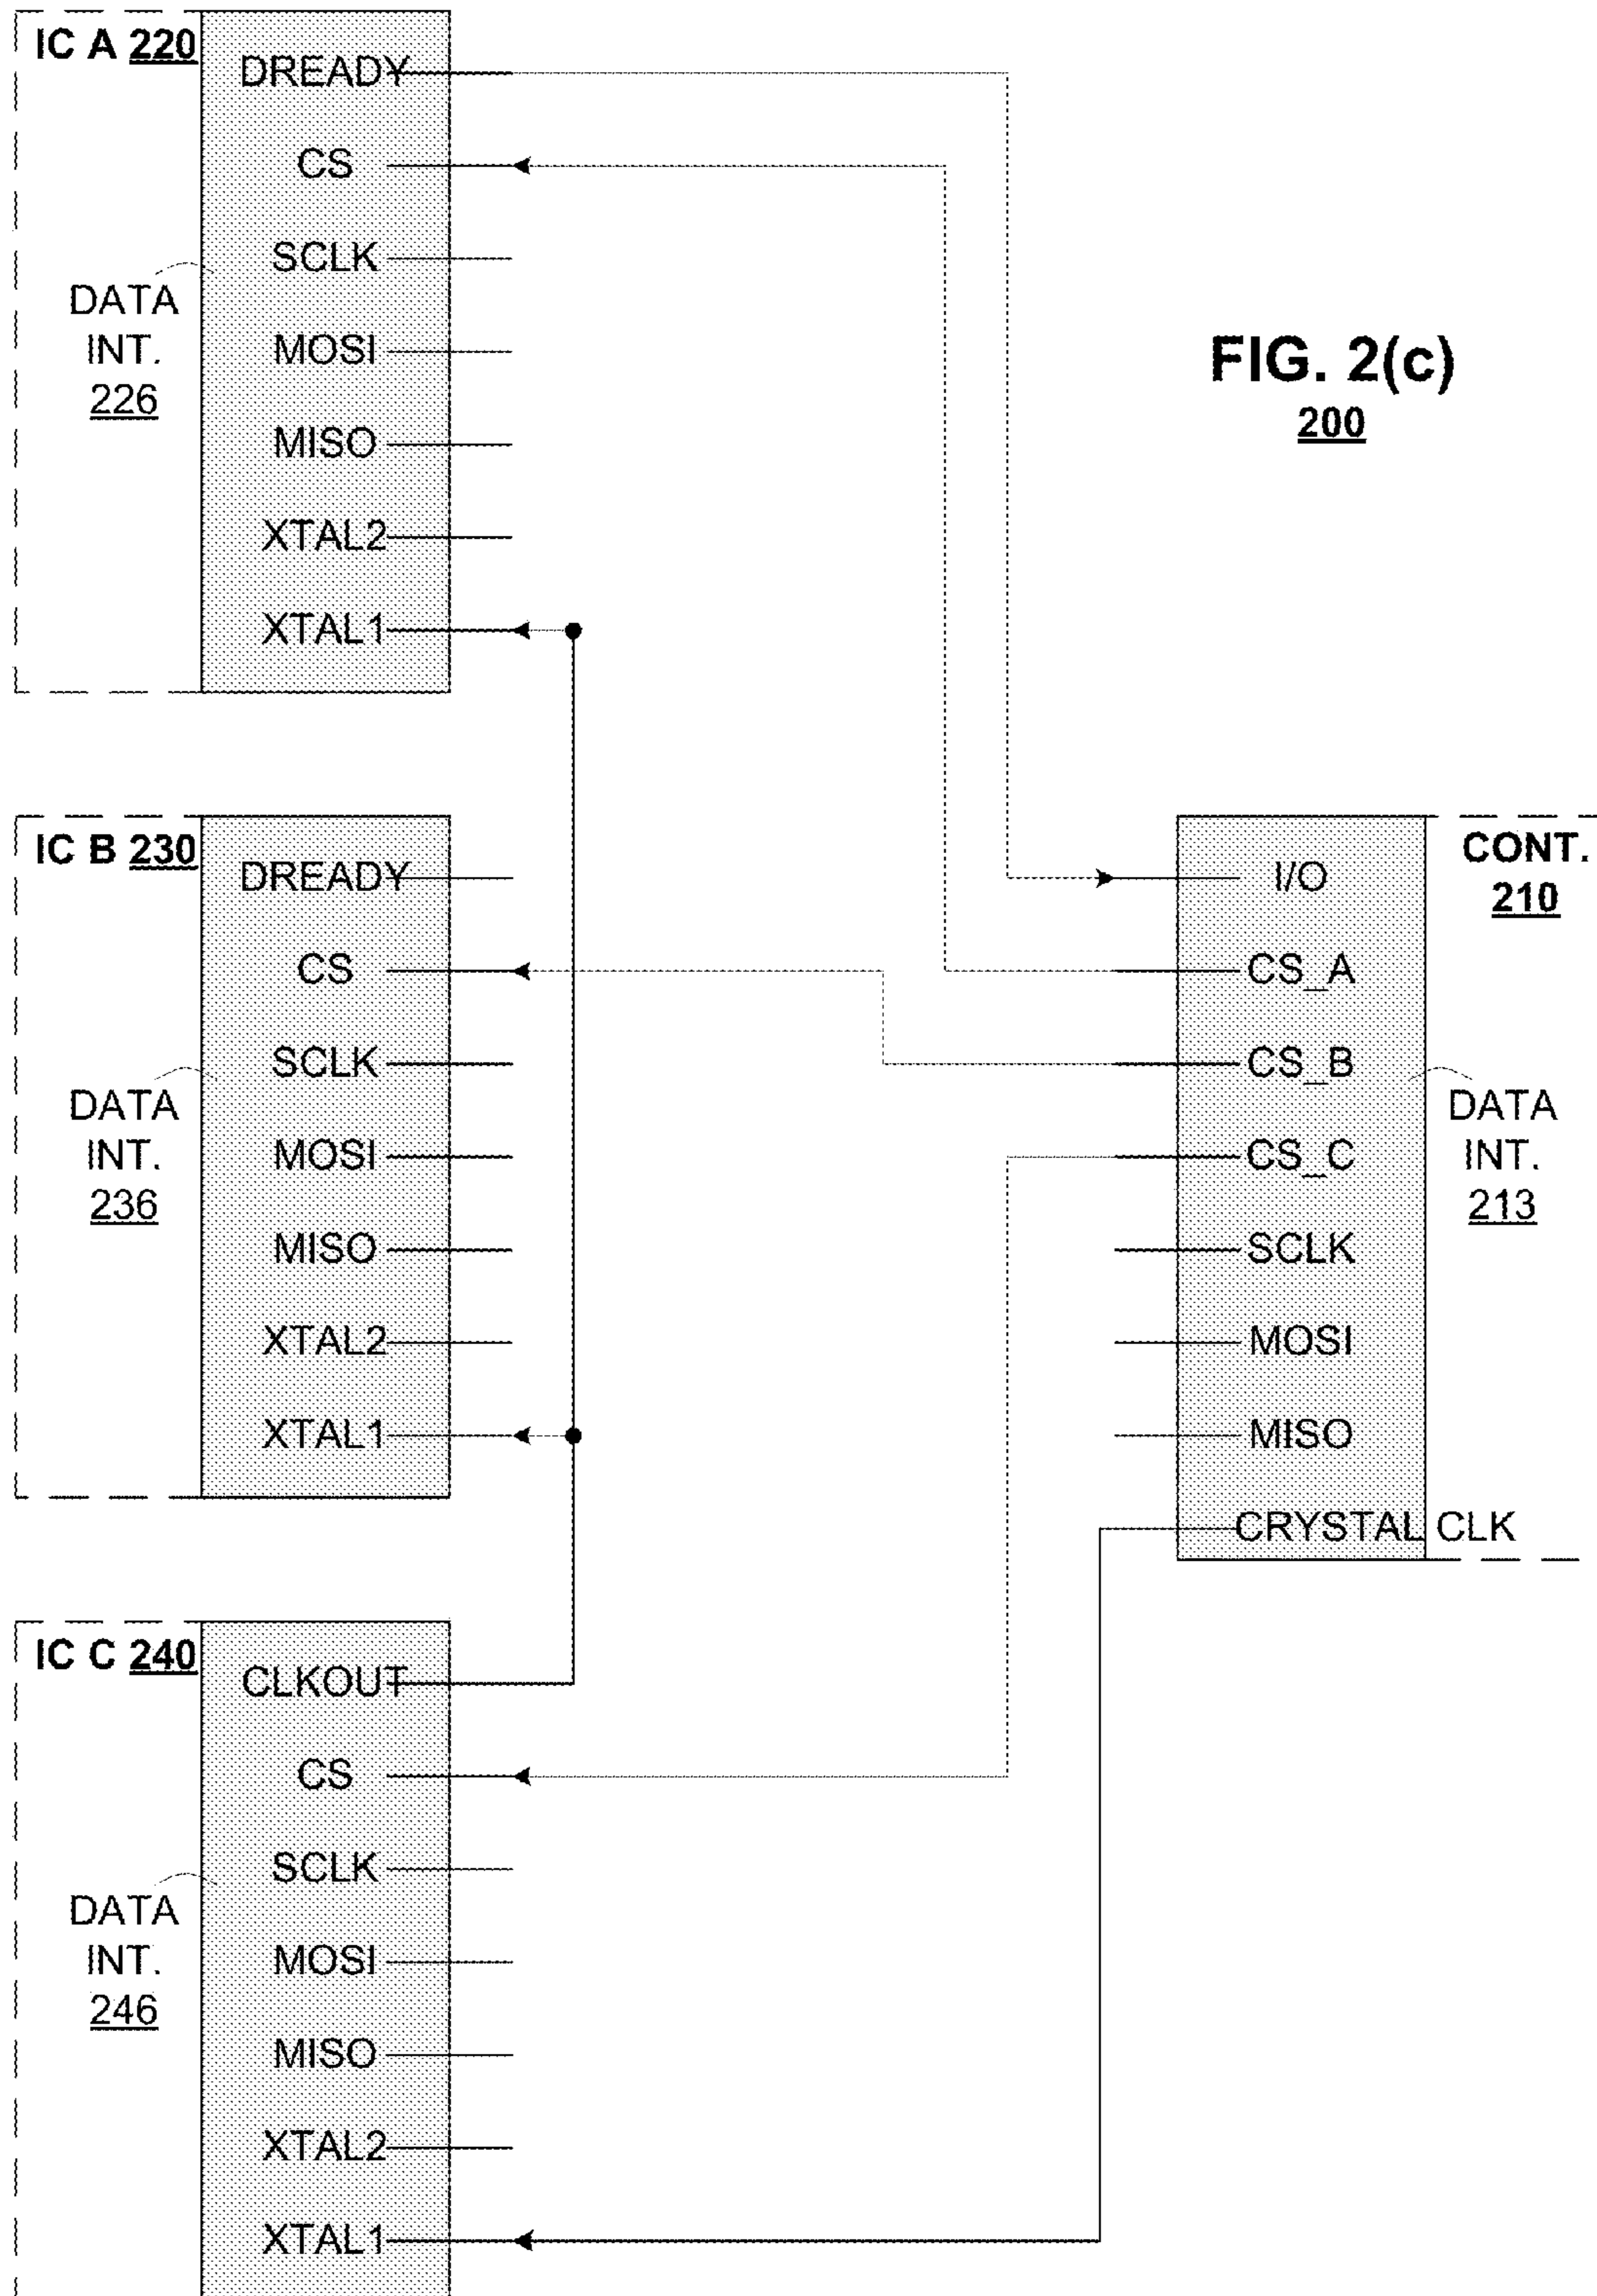 IC A 220
DREADY
CS
SCLK
MOSI
MISO
XTAL2
XTAL1
DATA
INT.
226
FIG. 2(c)
200
IC B 230
DREADY
CS
SCLK
MOSI
MISO
XTAL2
XTAL1
DATA
INT.
236
CONT.
210
I/O
CS_A
CS_B
CS_C
SCLK
MOSI
MISO
CRYSTAL CLK
DATA
INT.
213
IC C 240
CLKOUT
CS
SCLK
MOSI
MISO
XTAL2
XTAL1
DATA
INT.
246